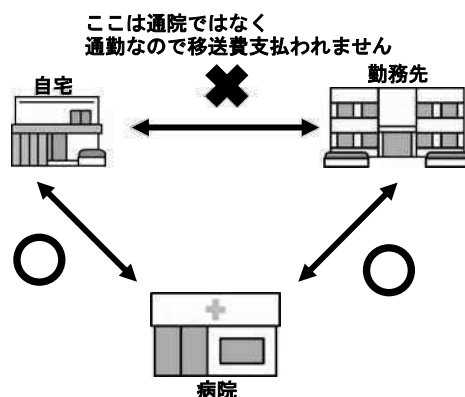 ここは通院ではなく
通勤なので移送費支払われません
自宅
勤務先
病院